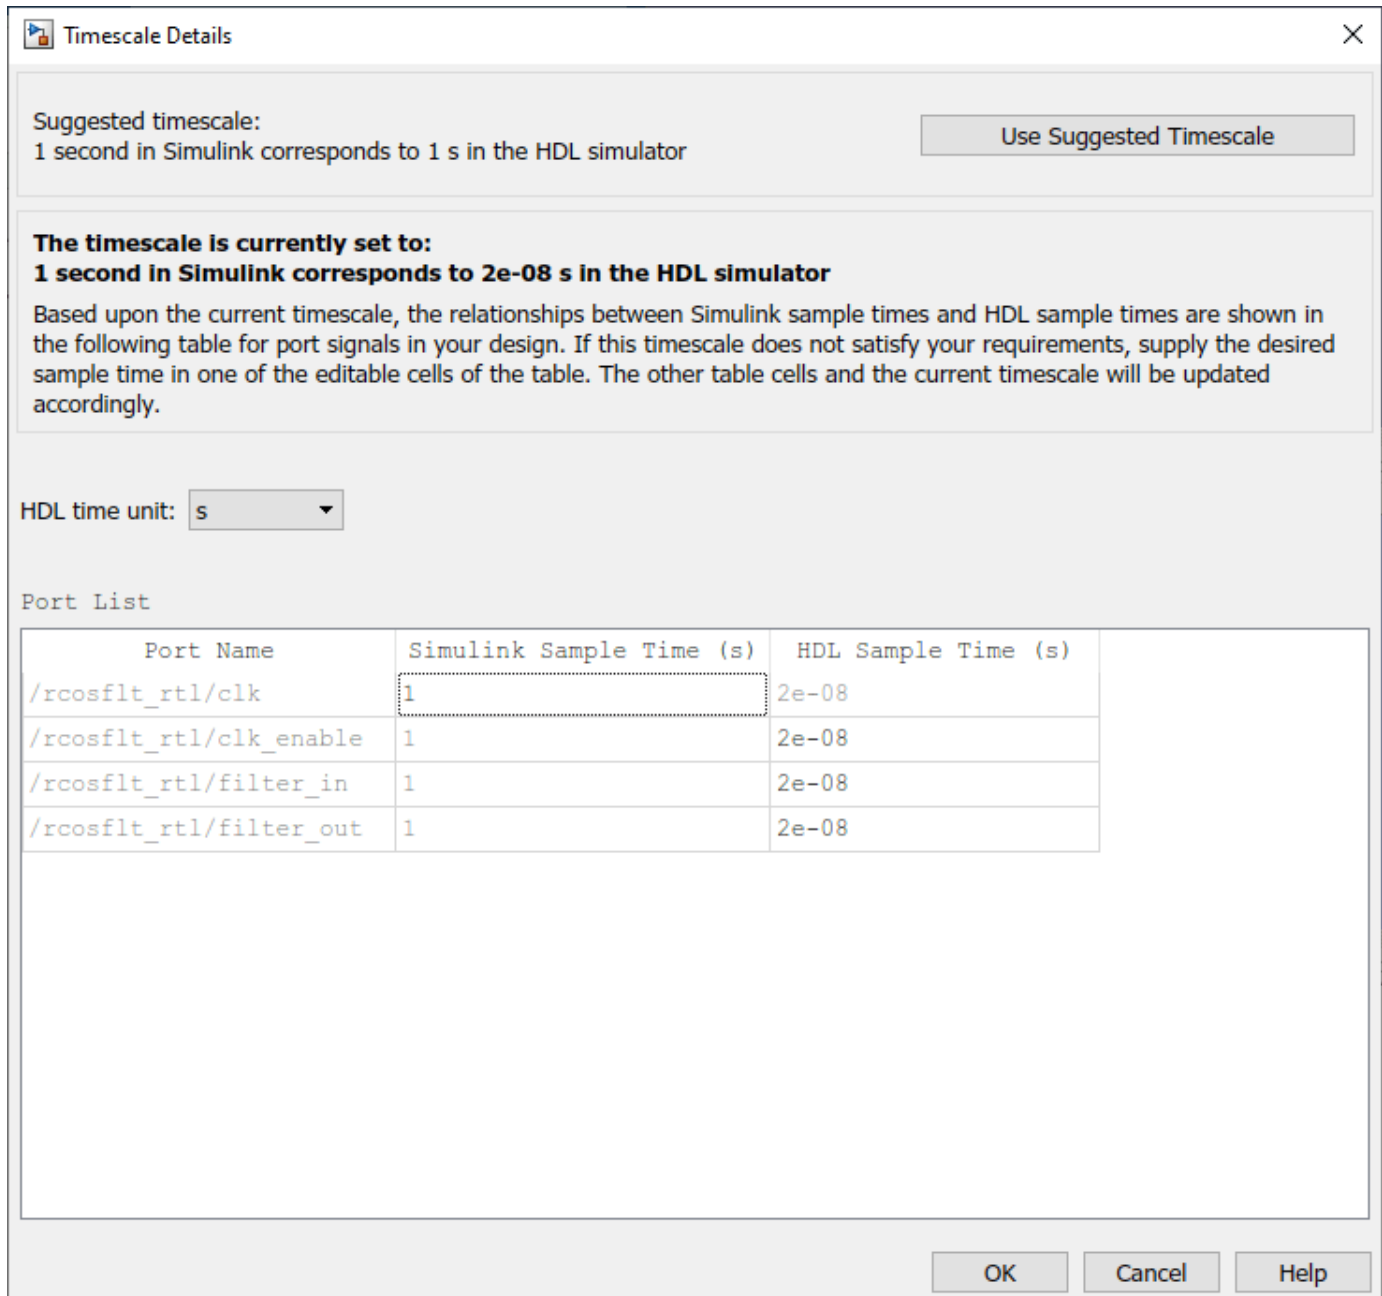 Timescale Details
Suggested timescale:
1 second in Simulink corresponds to 1 s in the HDL simulator
Use Suggested Timescale
The timescale is currently set to:
1 second in Simulink corresponds to 2e-08 s in the HDL simulator
Based upon the current timescale, the relationships between Simulink sample times and HDL sample times are shown in
the following table for port signals in your design. If this timescale does not satisfy your requirements, supply the desired
sample time in one of the editable cells of the table. The other table cells and the current timescale will be updated
accordingly.
HDL time unit: s
Port List
Port Name Simulink Sample Time (s) HDL Sample Time (s)
/rcosflt_rtl/clk 1 2e-08
/rcosflt_rtl/clk_enable 1 2e-08
/rcosflt_rtl/filter_in 1 2e-08
/rcosflt_rtl/filter_out 1 2e-08
OK Cancel Help